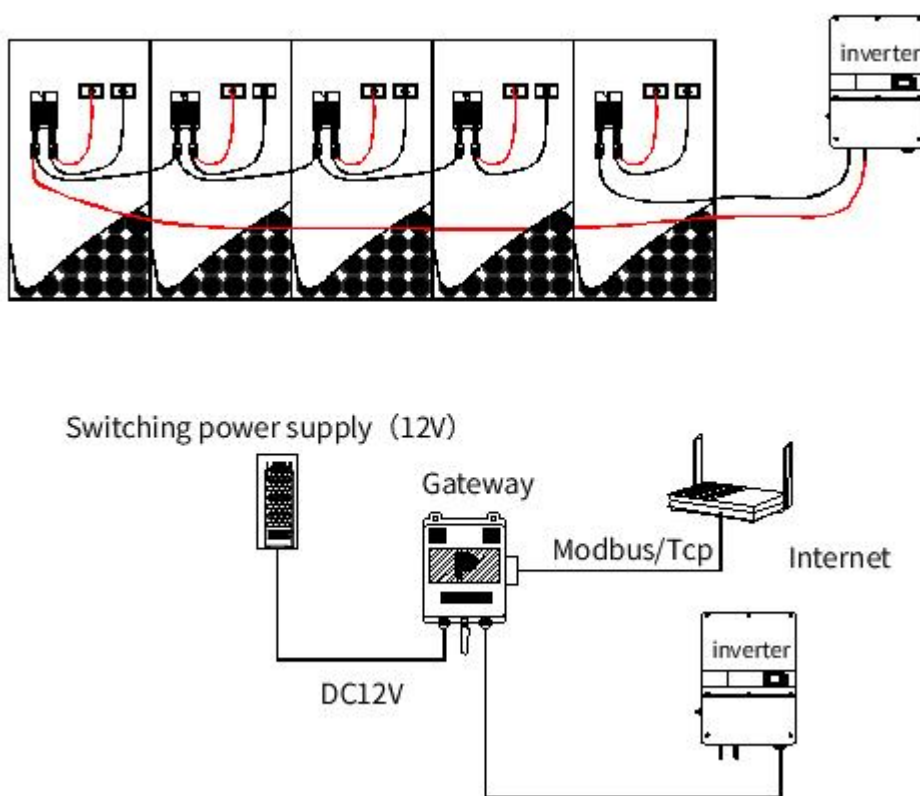 inverter
Switching power supply（12V）
Gateway
Modbus/Tcp
Internet
inverter
DC12V